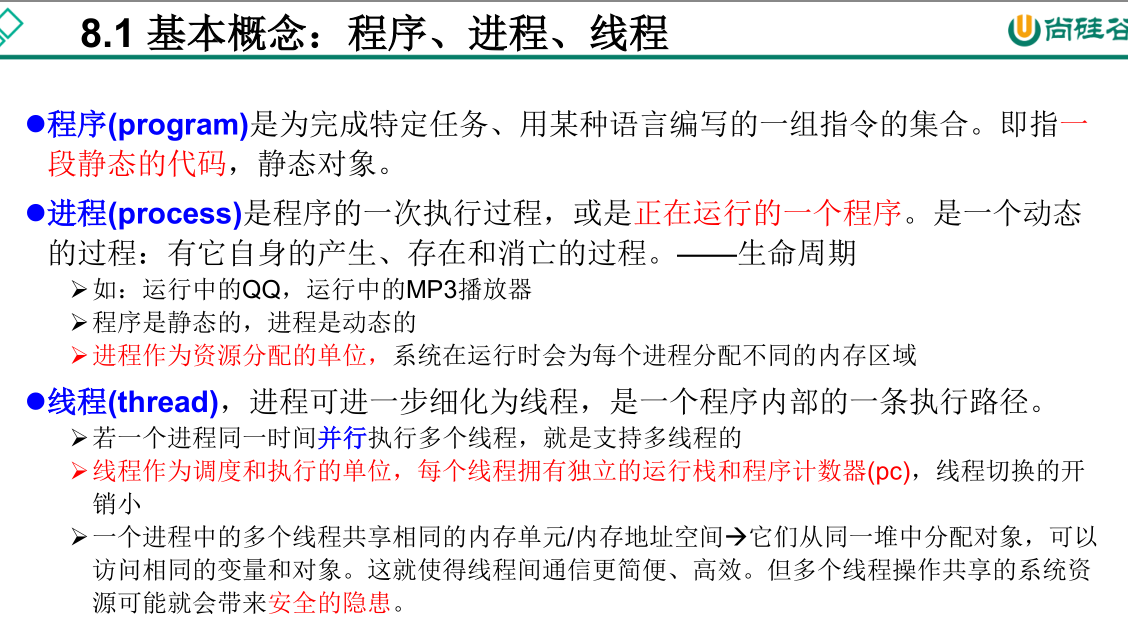 8.1 基本概念：程序、进程、线程
尚硅谷
●程序(program)是为完成特定任务、用某种语言编写的一组指令的集合。即指一
段静态的代码，静态对象。
●进程(process)是程序的一次执行过程，或是正在运行的一个程序。是一个动态
的过程：有它自身的产生、存在和消亡的过程。——生命周期
➢如：运行中的QQ，运行中的MP3播放器
➢程序是静态的，进程是动态的
➢进程作为资源分配的单位，系统在运行时会为每个进程分配不同的内存区域
●线程(thread)，进程可进一步细化为线程，是一个程序内部的一条执行路径。
➢若一个进程同一时间并行执行多个线程，就是支持多线程的
➢线程作为调度和执行的单位，每个线程拥有独立的运行栈和程序计数器(pc)，线程切换的开
销小
➢一个进程中的多个线程共享相同的内存单元/内存地址空间→它们从同一堆中分配对象，可以
访问相同的变量和对象。这就使得线程间通信更简便、高效。但多个线程操作共享的系统资
源可能就会带来安全的隐患。